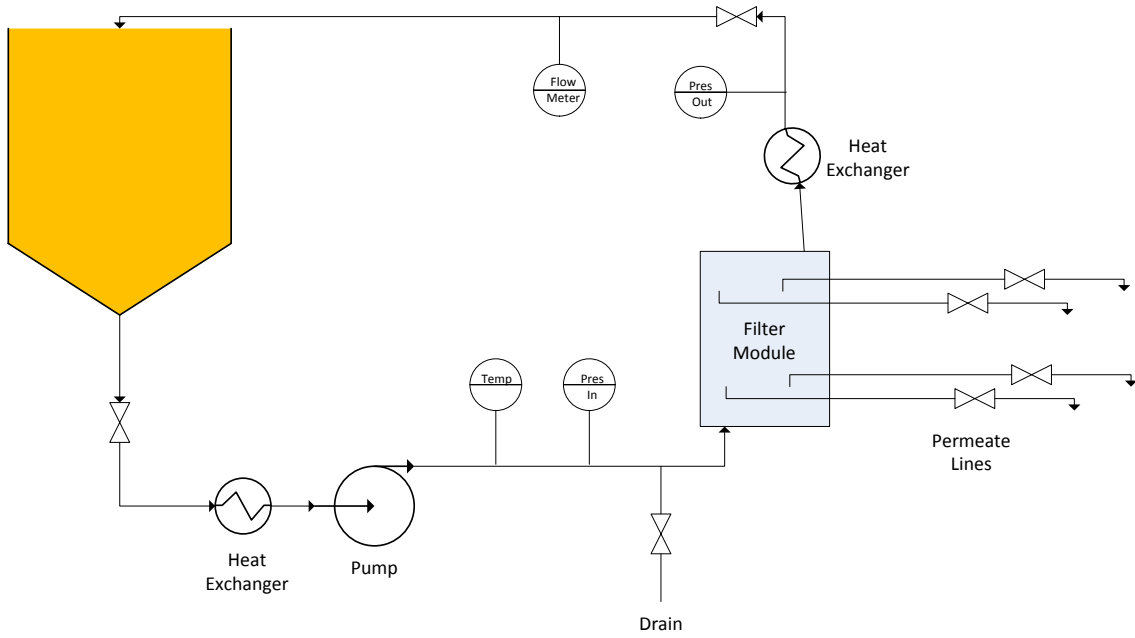 Flow
Meter
Pres
Out
Heat
Exchanger
Filter
Module
Temp
Pres
In
Permeate
Lines
Heat
Exchanger
Pump
Drain